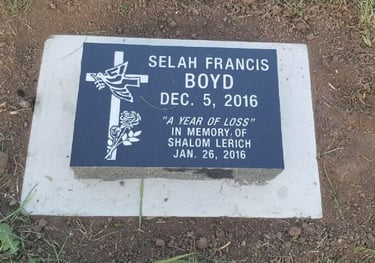 SELAH FRANCIS
BOYD
DEC. 5, 2016
"A YEAR OF LOSS"
IN MEMORY OF
SHALOM LERICH
JAN. 26, 2016